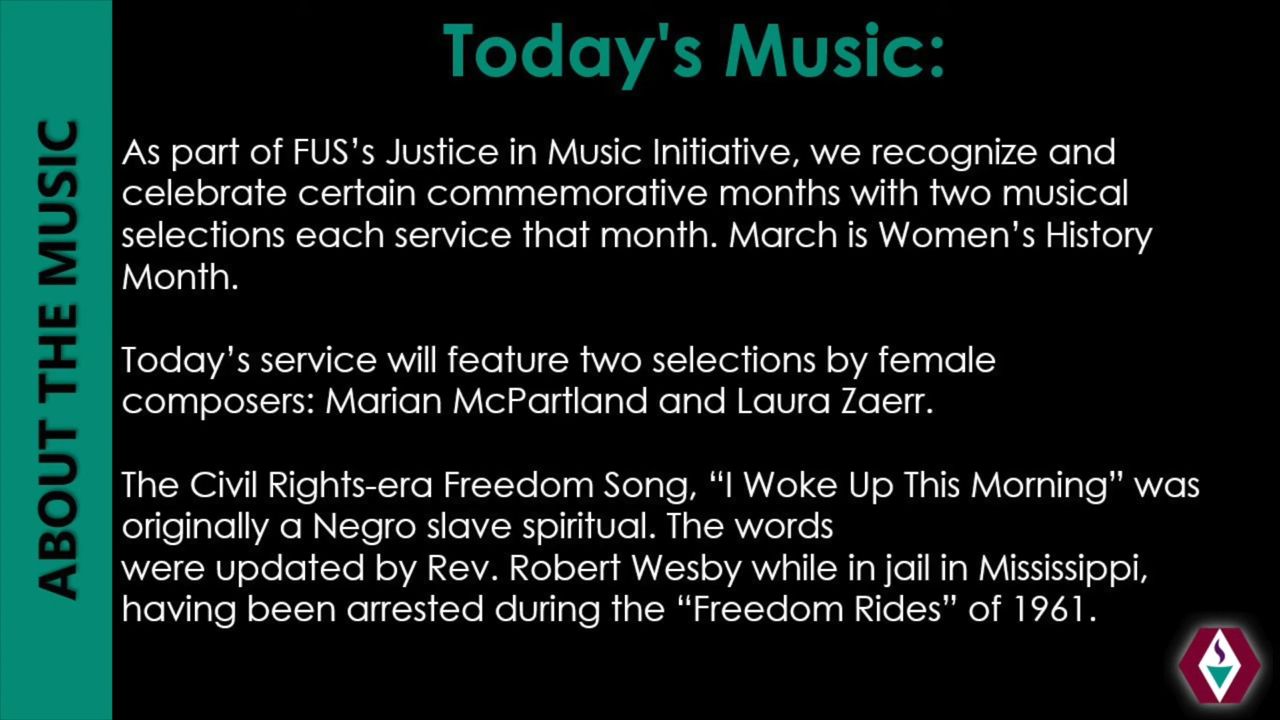 Today's Music:
ABOUT THE MUSIC
As part of FUS’s Justice in Music Initiative, we recognize and
celebrate certain commemorative months with two musical
selections each service that month. March is Women’s History
Month.
Today’s service will feature two selections by female
composers: Marian McPartland and Laura Zaerr.
The Civil Rights-era Freedom Song, “I Woke Up This Morning” was
originally a Negro slave spiritual. The words
were updated by Rev. Robert Wesby while in jail in Mississippi,
having been arrested during the “Freedom Rides” of 1961.